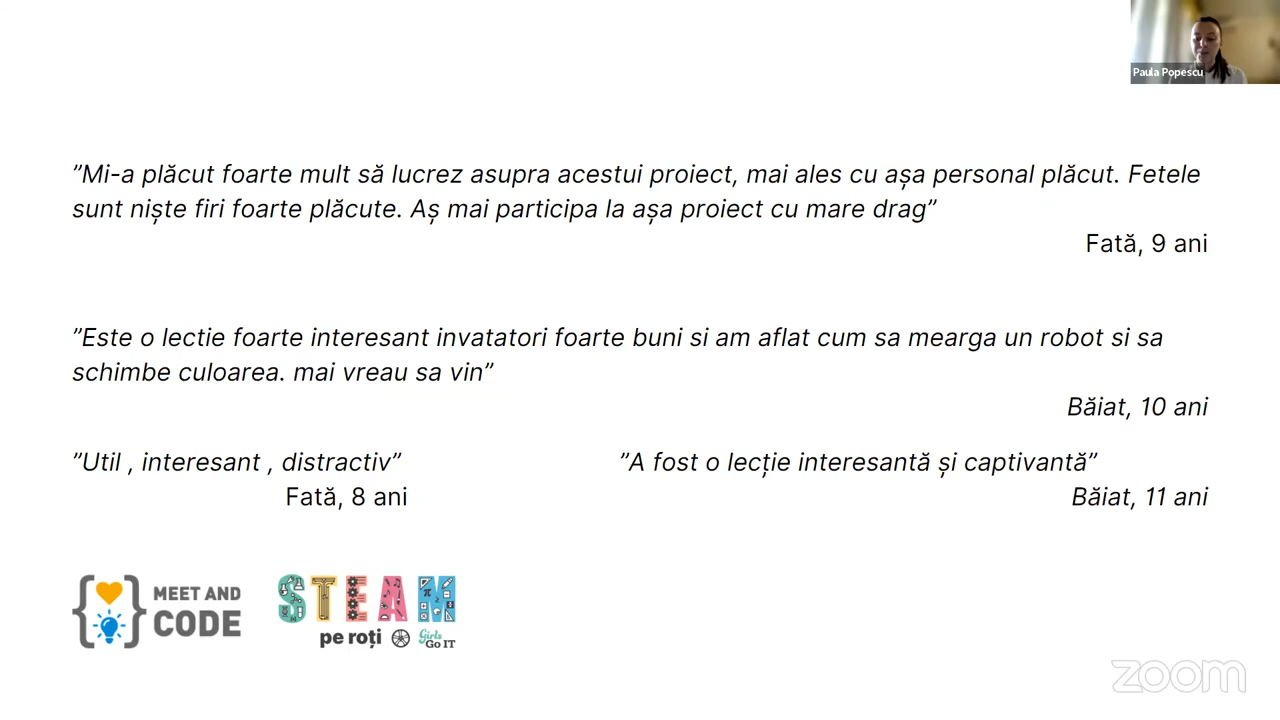 Paula Popescu
”Mi-a plăcut foarte mult să lucrez asupra acestui proiect, mai ales cu așa personal plăcut. Fetele
sunt niște firi foarte plăcute. Aș mai participa la așa proiect cu mare drag”
Fată, 9 ani
”Este o lectie foarte interesant invatatori foarte buni si am aflat cum sa mearga un robot si sa
schimbe culoarea. mai vreau sa vin”
Băiat, 10 ani
”Util , interesant , distractiv”
Fată, 8 ani
”A fost o lecție interesantă și captivantă”
Băiat, 11 ani
MEET AND
CODE
STEAM
pe roți
Girls
Go IT
zoom